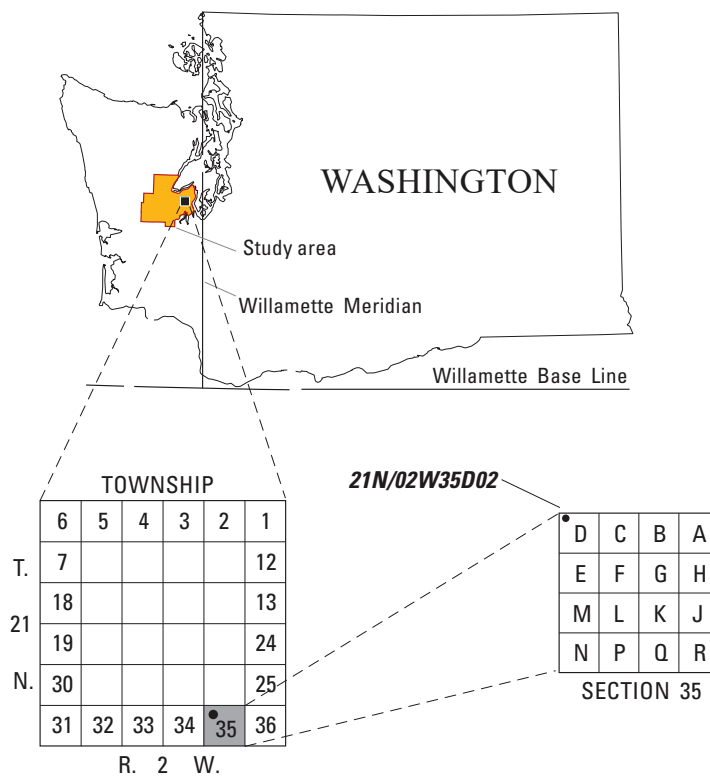 WASHINGTON
Study area
Willamette Meridian
Willamette Base Line
TOWNSHIP
21N/02W35D02
6 5 4 3 2 1
T. 7 12
18 13
21
19 24
N. 30 25
31 32 33 34 35 36
R. 2 W.
D C B A
E F G H
M L K J
N P Q R
SECTION 35